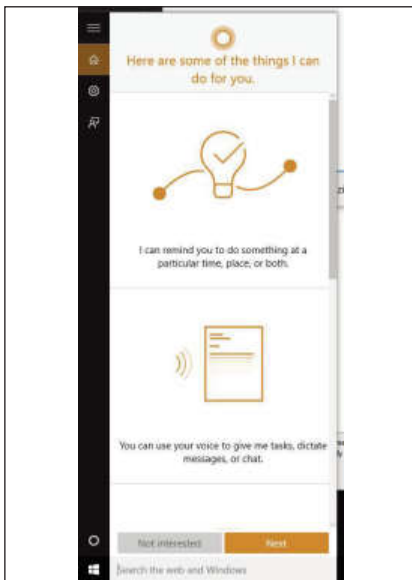 Here are some of the things I can
do for you.
I can remind you to do something at a
particular time, place, or both.
You can use your voice to give me tasks, dictate
messages, or chat.
Not interested
Next
Search the web and Windows